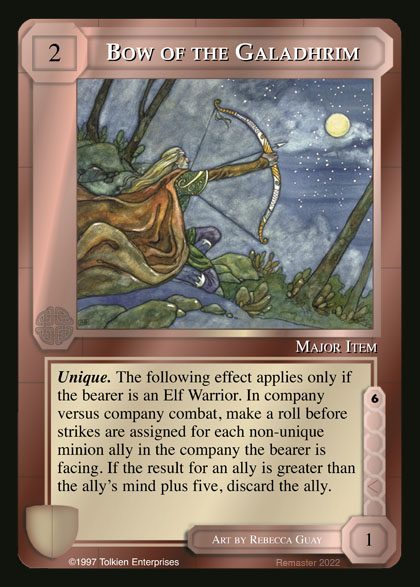 2
BOW OF THE GALADHRIM
MAJOR ITEM
Unique. The following effect applies only if
the bearer is an Elf Warrior. In company
versus company combat, make a roll before
strikes are assigned for each non-unique
minion ally in the company the bearer is
facing. If the result for an ally is greater than
the ally's mind plus five, discard the ally.
6
ART BY REBECCA GUAY
1
©1997 Tolkien Enterprises
Remaster 2022